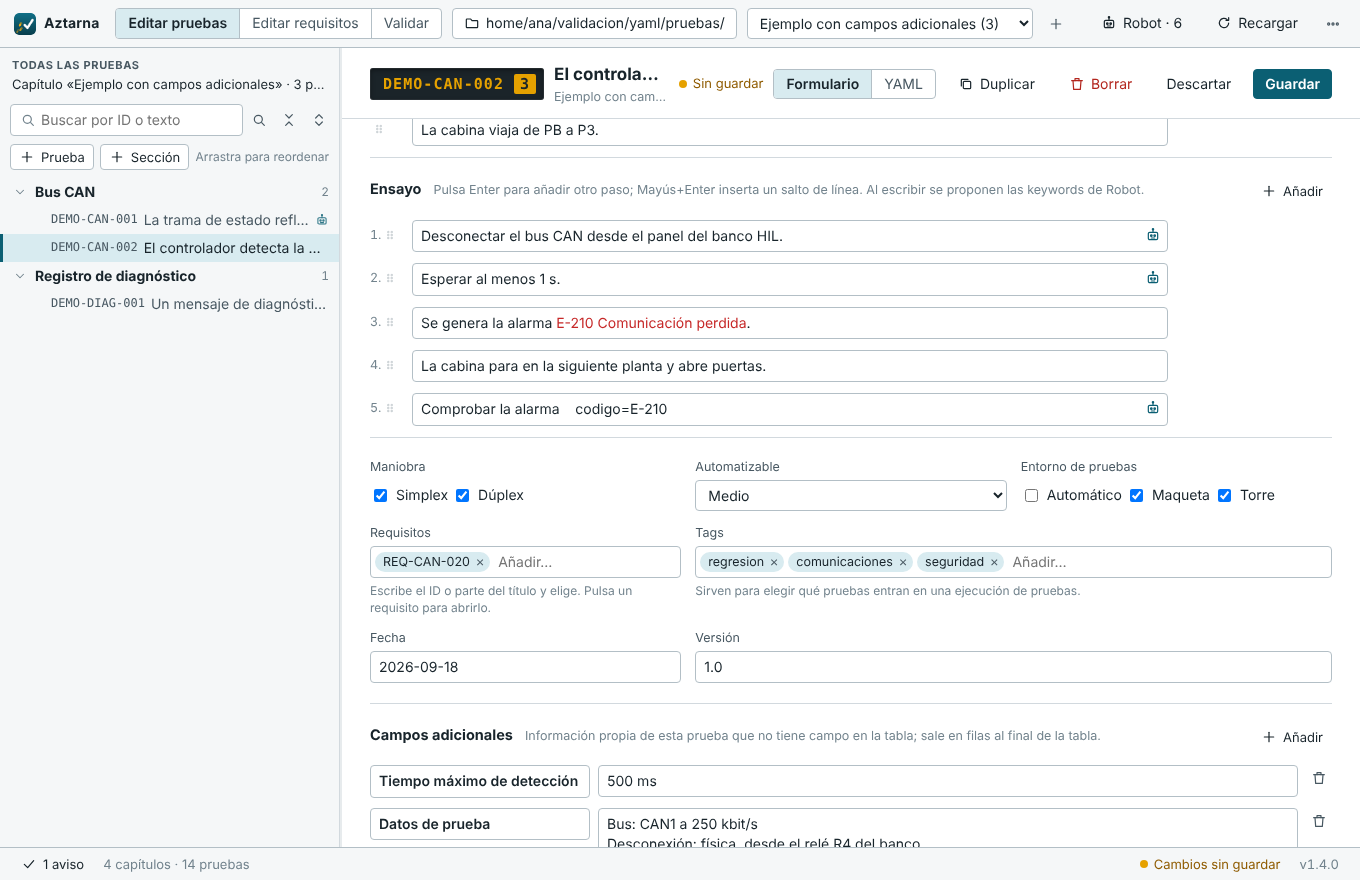 Aztarna
Editar pruebas
Editar requisitos
Validar
home/ana/validacion/yaml/pruebas/
Ejemplo con campos adicionales (3)
Robot · 6
Recargar
TODAS LAS PRUEBAS
Capítulo «Ejemplo con campos adicionales» · 3 p...
Buscar por ID o texto
Prueba
Sección
Arrastra para reordenar
Bus CAN 2
DEMO-CAN-001 La trama de estado refl...
DEMO-CAN-002 El controlador detecta la ...
Registro de diagnóstico 1
DEMO-DIAG-001 Un mensaje de diagnósti...
DEMO-CAN-002 3
El controla...
Ejemplo con cam...
Sin guardar
Formulario
YAML
Duplicar
Borrar
Descartar
Guardar
La cabina viaja de PB a P3.
Ensayo Pulsa Enter para añadir otro paso; Mayús+Enter inserta un salto de línea. Al escribir se proponen las keywords de Robot.
Añadir
1. Desconectar el bus CAN desde el panel del banco HIL.
2. Esperar al menos 1 s.
3. Se genera la alarma E-210 Comunicación perdida.
4. La cabina para en la siguiente planta y abre puertas.
5. Comprobar la alarma    codigo=E-210
Maniobra
Simplex Dúplex
Automatizable
Medio
Entorno de pruebas
Automático Maqueta Torre
Requisitos
REQ-CAN-020 × Añadir...
Escribe el ID o parte del título y elige. Pulsa un
requisito para abrirlo.
Tags
regresion × comunicaciones × seguridad × Añadir...
Sirven para elegir qué pruebas entran en una ejecución de pruebas.
Fecha
2026-09-18
Versión
1.0
Campos adicionales Información propia de esta prueba que no tiene campo en la tabla; sale en filas al final de la tabla.
Añadir
Tiempo máximo de detección
500 ms
Datos de prueba
Bus: CAN1 a 250 kbit/s
Desconexión: física, desde el relé R4 del banco
1 aviso
4 capítulos · 14 pruebas
Cambios sin guardar
v1.4.0